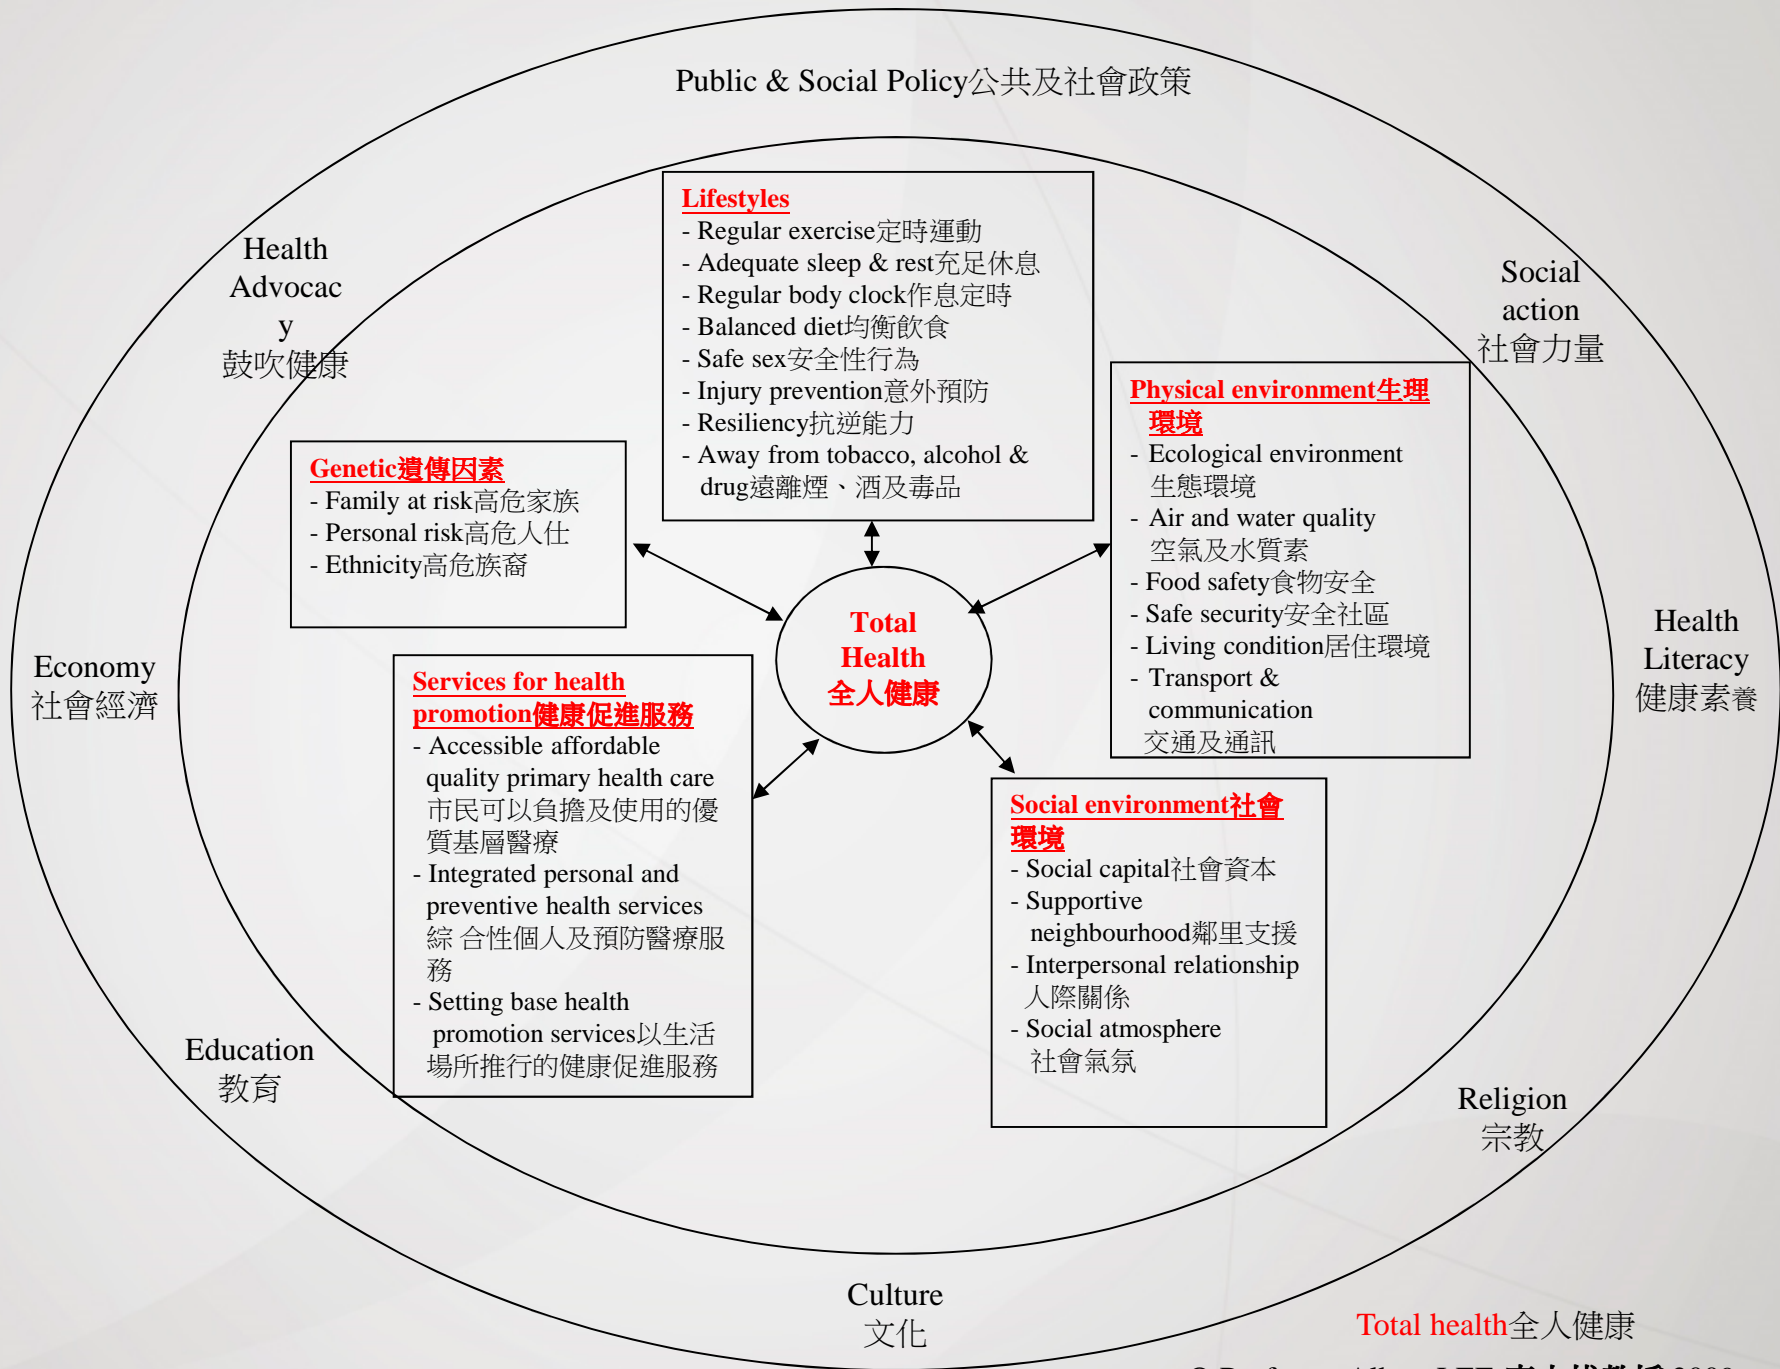 Public & Social Policy公共及社會政策
Health
Advocac
y
鼓吹健康
Social
action
社會力量
Lifestyles
- Regular exercise定時運動
- Adequate sleep & rest充足休息
- Regular body clock作息定時
- Balanced diet均衡飲食
- Safe sex安全性行為
- Injury prevention意外預防
- Resiliency抗逆能力
- Away from tobacco, alcohol &
drug遠離煙、酒及毒品
Physical environment生理
環境
- Ecological environment
生態環境
- Air and water quality
空氣及水質素
- Food safety食物安全
- Safe security安全社區
- Living condition居住環境
- Transport &
communication
交通及通訊
Genetic遺傳因素
- Family at risk高危家族
- Personal risk高危人仕
- Ethnicity高危族裔
Total
Health
全人健康
Economy
社會經濟
Health
Literacy
健康素養
Services for health
promotion健康促進服務
- Accessible affordable
quality primary health care
市民可以負擔及使用的優
質基層醫療
- Integrated personal and
preventive health services
綜 合性個人及預防醫療服
務
- Setting base health
promotion services以生活
場所推行的健康促進服務
Social environment社會
環境
- Social capital社會資本
- Supportive
neighbourhood鄰里支援
- Interpersonal relationship
人際關係
- Social atmosphere
社會氣氛
Education
教育
Religion
宗教
Culture
文化
Total health全人健康